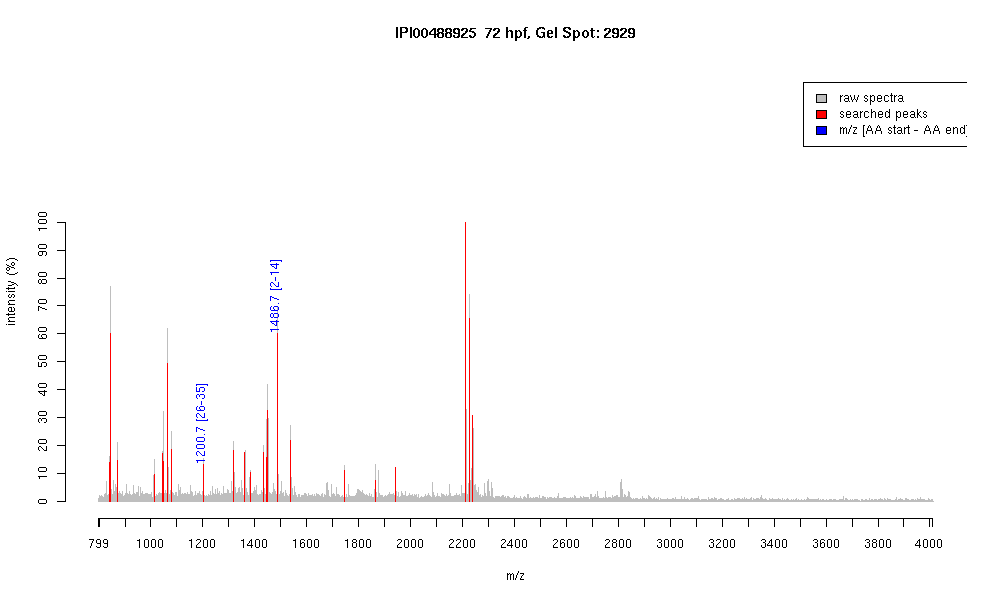 IPI00488925 72 hpf, Gel Spot: 2929
raw spectra
searched peaks
m/z [AA start - AA end]
intensity (%)
100
90
80
70
60
50
40
30
20
10
0
1200.7 [26-35]
1486.7 [2-14]
799 1000 1200 1400 1600 1800 2000 2200 2400 2600 2800 3000 3200 3400 3600 3800 4000
m/z